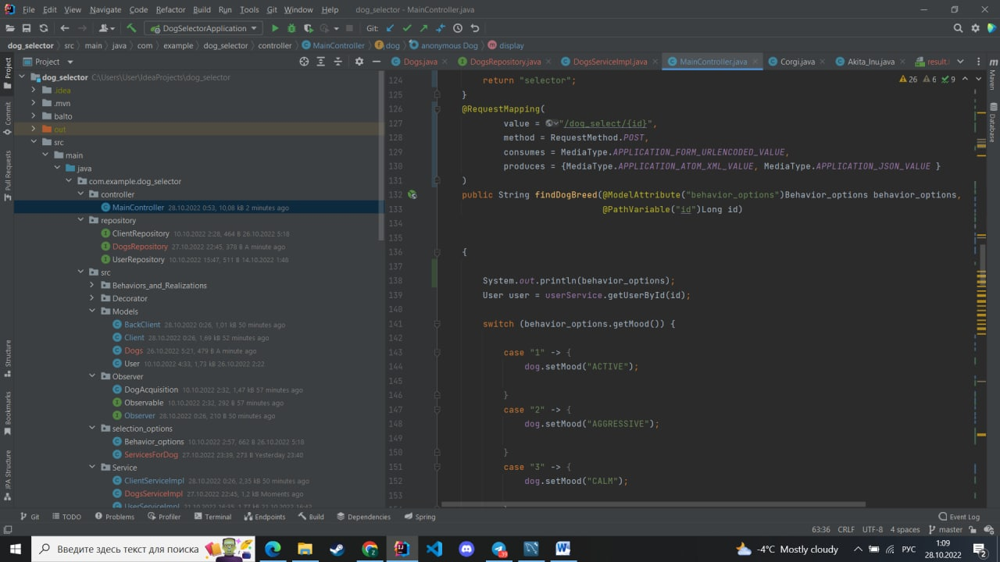 File Edit View Navigate Code Refactor Build Run Tools Git Window Help dog_selector - MainController.java
DogSelectorApplication Git:
dog_selector src main java com example dog_selector controller MainController dog anonymous Dog display
Project Dogs.java DogsRepository.java DogsServiceImpl.java MainController.java Corgi.java Akita_Inu.java result.
dog_selector C:\Users\User\IdeaProjects\dog_selector
.idea
.mvn
balto
out
src
main
java
com.example.dog_selector
controller
MainController 28.10.2022 0:53, 10,08 kB 2 minutes ago
repository
ClientRepository 10.10.2022 2:28, 464 B 26.10.2022 5:18
DogsRepository 27.10.2022 22:45, 378 B A minute ago
UserRepository 10.10.2022 15:47, 511 B 14.10.2022 1:48
src
Behaviors_and_Realizations
Decorator
Models
BackClient 28.10.2022 0:26, 1,01 kB 50 minutes ago
Client 28.10.2022 0:26, 1,69 kB 52 minutes ago
Dogs 26.10.2022 5:21, 479 B A minute ago
User 10.10.2022 4:33, 1,73 kB 26.10.2022 2:22
Observer
DogAcquisition 10.10.2022 2:32, 1,47 kB 57 minutes ago
Observable 10.10.2022 2:32, 292 B 57 minutes ago
Observer 28.10.2022 0:26, 210 B 50 minutes ago
selection_options
Behavior_options 10.10.2022 2:57, 662 B 26.10.2022 5:18
ServicesForDog 27.10.2022 23:39, 273 B Yesterday 23:40
Service
ClientServiceImpl 28.10.2022 0:26, 2,35 kB 50 minutes ago
DogsServiceImpl 27.10.2022 22:45, 1,2 kB Moments ago
UserServiceImpl 21.10.2022 16:35, 1,77 kB 21.10.2022 16:42
26 6 9
124 return "selector";
125 }
126 @RequestMapping(
127 value = "/dog_select/{id}",
128 method = RequestMethod.POST,
129 consumes = MediaType.APPLICATION_FORM_URLENCODED_VALUE,
130 produces = {MediaType.APPLICATION_ATOM_XML_VALUE, MediaType.APPLICATION_JSON_VALUE }
131 )
132 public String findDogBreed(@ModelAttribute("behavior_options")Behavior_options behavior_options,
133 @PathVariable("id")Long id)
134
135
136 {
137
138 System.out.println(behavior_options);
139 User user = userService.getUserById(id);
140
141 switch (behavior_options.getMood()) {
142
143 case "1" -> {
144 dog.setMood("ACTIVE");
145
146 }
147 case "2" -> {
148 dog.setMood("AGGRESSIVE");
149
150 }
151 case "3" -> {
152 dog.setMood("CALM");
153
Project
Commit
Pull Requests
Structure
Bookmarks
JPA Structure
Maven
Database
Git TODO Problems Profiler Terminal Endpoints Build Dependencies Spring Event Log
63:36 CRLF UTF-8 4 spaces master
Введите здесь текст для поиска 39 -4°C Mostly cloudy РУС 1:09
28.10.2022 2